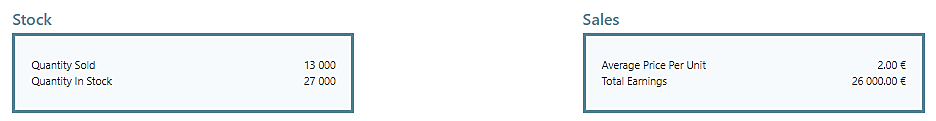 Stock
Quantity Sold 13 000
Quantity In Stock 27 000
Sales
Average Price Per Unit 2.00 €
Total Earnings 26 000.00 €